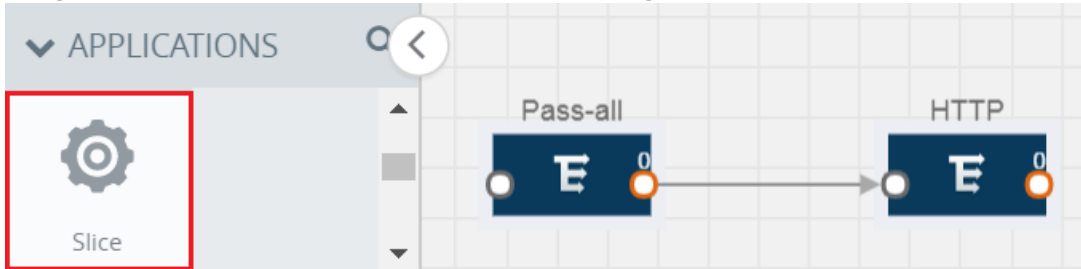 APPLICATIONS
Slice
Pass-all
0
HTTP
0